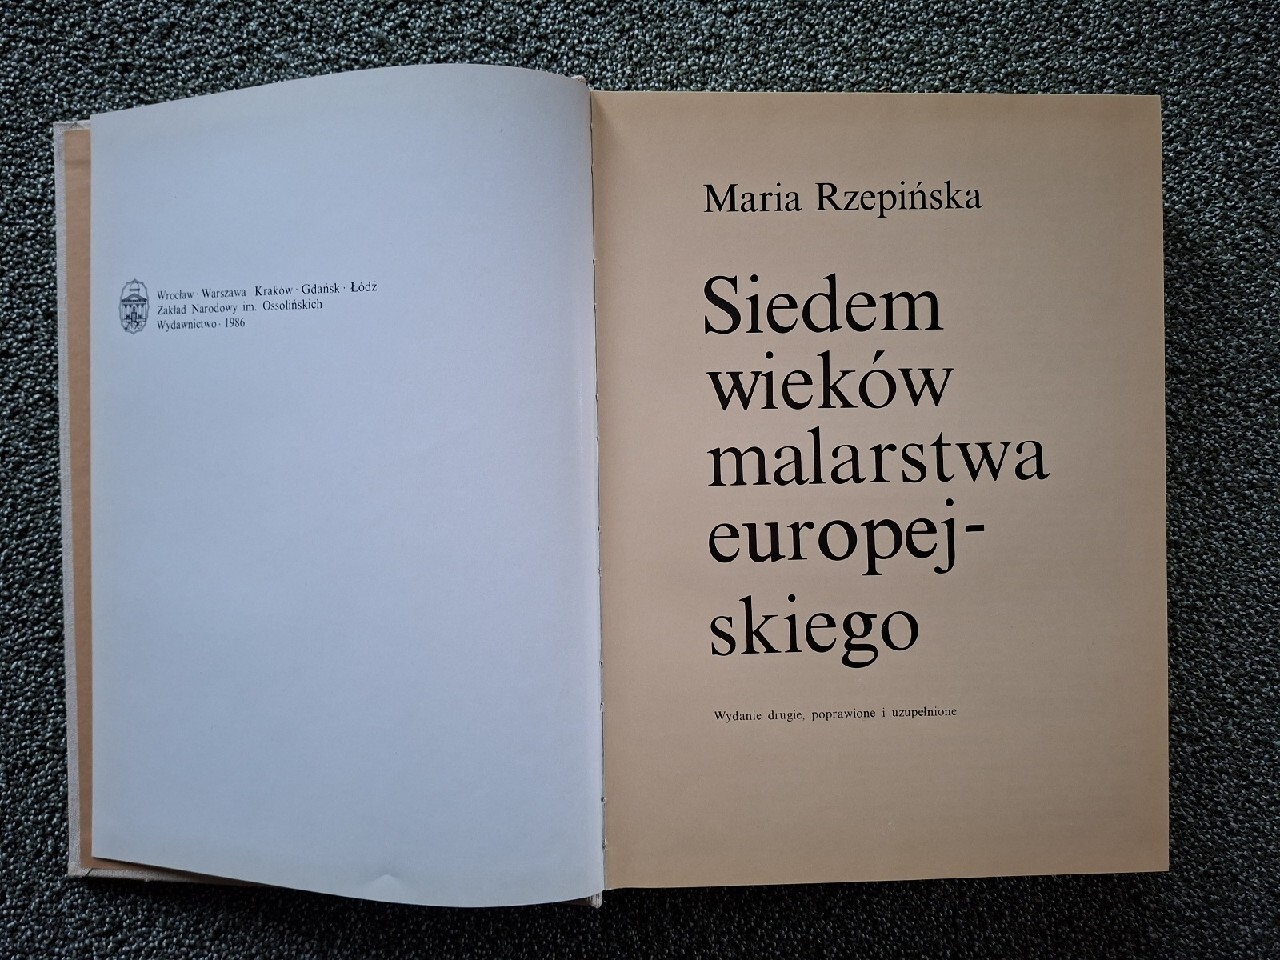 Wrocław · Warszawa · Kraków · Gdańsk · Łódź
Zakład Narodowy im. Ossolińskich
Wydawnictwo · 1986
Maria Rzepińska
Siedem
wieków
malarstwa
europej-
skiego
Wydanie drugie, poprawione i uzupełnione